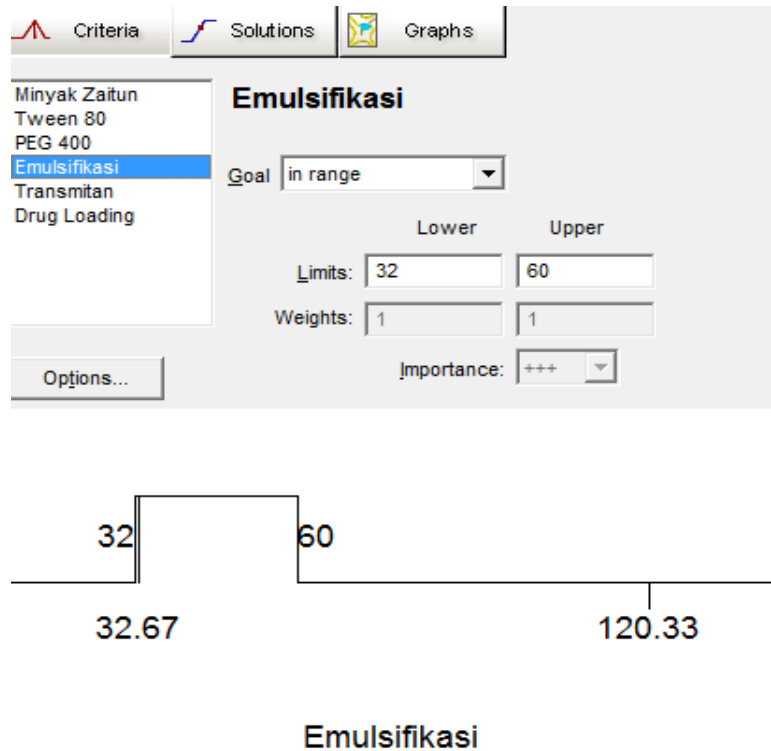 Criteria Solutions Graphs
Minyak Zaitun
Tween 80
PEG 400
Emulsifikasi
Transmitan
Drug Loading
Options...
Emulsifikasi
Goal in range
Lower Upper
Limits: 32 60
Weights: 1 1
Importance: +++
32 60
32.67 120.33
Emulsifikasi